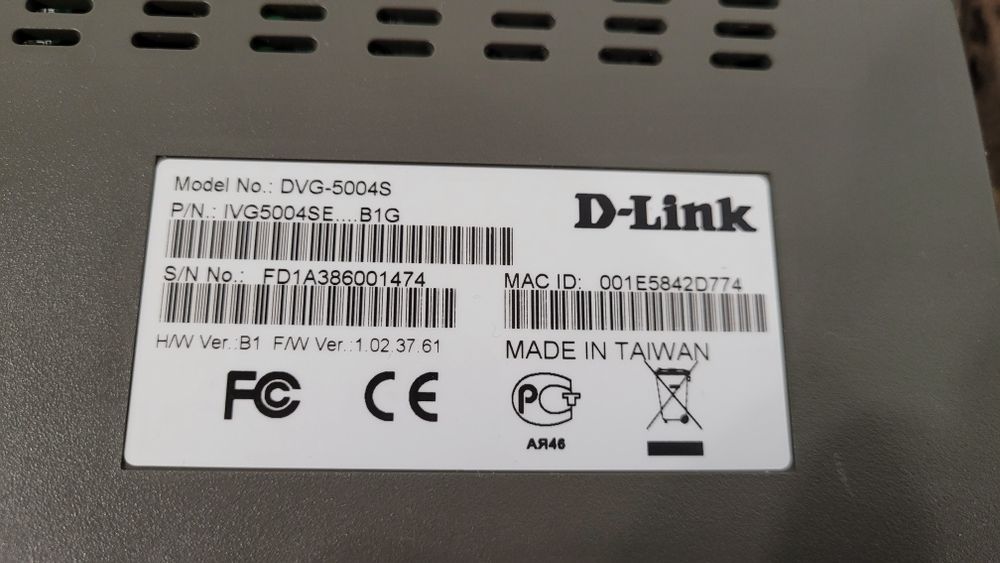 Model No.: DVG-5004S
P/N.: IVG5004SE....B1G
D-Link
S/N No.: FD1A386001474
MAC ID: 001E5842D774
H/W Ver.:B1 F/W Ver.:1.02.37.61
MADE IN TAIWAN
FC CE РСТ
АЯ46